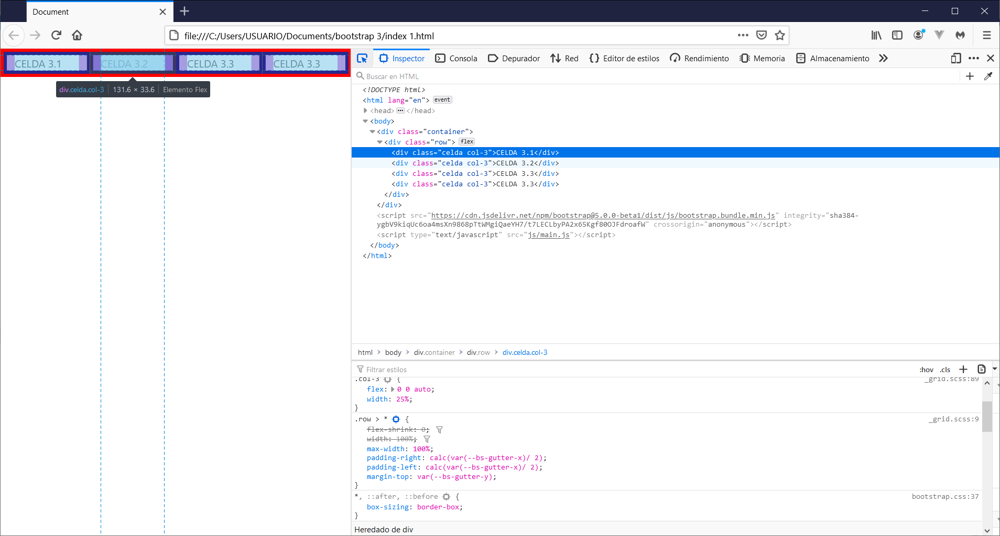 Document
file:///C:/Users/USUARIO/Documents/bootstrap 3/index 1.html
CELDA 3.1 CELDA 3.2 CELDA 3.3 CELDA 3.3
div.celda.col-3 131.6 × 33.6 Elemento Flex
Inspector Consola Depurador Red Editor de estilos Rendimiento Memoria Almacenamiento
Buscar en HTML
<!DOCTYPE html>
<html lang="en"> event
<head> ••• </head>
<body>
<div class="container">
<div class="row"> flex
<div class="celda col-3">CELDA 3.1</div>
<div class="celda col-3">CELDA 3.2</div>
<div class="celda col-3">CELDA 3.3</div>
<div class="celda col-3">CELDA 3.3</div>
</div>
</div>
<script src="https://cdn.jsdelivr.net/npm/bootstrap@5.0.0-beta1/dist/js/bootstrap.bundle.min.js" integrity="sha384-
ygbV9kiqUc6oa4msXn9868pTtWMgiQaeYH7/t7LECLbyPA2x65Kgf80OJFdroafW" crossorigin="anonymous"></script>
<script type="text/javascript" src="js/main.js"></script>
</body>
</html>
html > body > div.container > div.row > div.celda.col-3
Filtrar estilos :hov .cls
.col-3 { _grid.scss:89
flex: 0 0 auto;
width: 25%;
}
.row > * { _grid.scss:9
flex-shrink: 0;
width: 100%;
max-width: 100%;
padding-right: calc(var(--bs-gutter-x)/ 2);
padding-left: calc(var(--bs-gutter-x)/ 2);
margin-top: var(--bs-gutter-y);
}
*, ::after, ::before { bootstrap.css:37
box-sizing: border-box;
}
Heredado de div